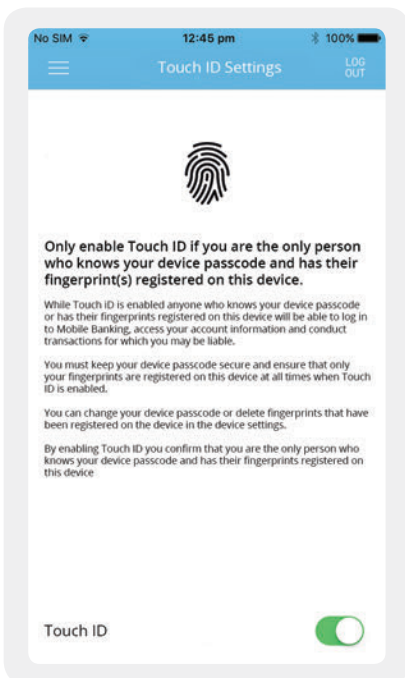 No SIM 12:45 pm 100%
Touch ID Settings LOG
OUT
Only enable Touch ID if you are the only person
who knows your device passcode and has their
fingerprint(s) registered on this device.
While Touch iD is enabled anyone who knows your device passcode
or has their fingerprints registered on this device will be able to log in
to Mobile Banking, access your account information and conduct
transactions for which you may be liable.
You must keep your device passcode secure and ensure that only
your fingerprints are registered on this device at all times when Touch
ID is enabled.
You can change your device passcode or delete fingerprints that have
been registered on the device in the device settings.
By enabling Touch ID you confirm that you are the only person who
knows your device passcode and has their fingerprints registered on
this device
Touch ID